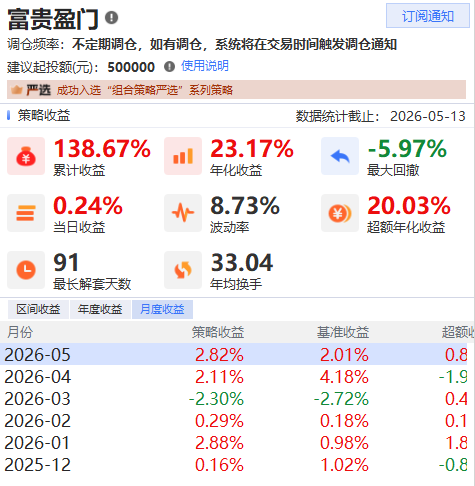 富贵盈门
订阅通知
调仓频率：不定期调仓，如有调仓，系统将在交易时间触发调仓通知
建议起投额(元)：500000 使用说明
严选 成功入选“组合策略严选”系列策略
策略收益 数据统计截止： 2026-05-13
138.67% 23.17% -5.97%
累计收益 年化收益 最大回撤
0.24% 8.73% 20.03%
当日收益 波动率 超额年化收益
91 33.04
最长解套天数 年均换手
区间收益 年度收益 月度收益
月份 策略收益 基准收益 超额收
2026-05 2.82% 2.01% 0.8
2026-04 2.11% 4.18% -1.9
2026-03 -2.30% -2.72% 0.4
2026-02 0.29% 0.18% 0.1
2026-01 2.88% 0.98% 1.8
2025-12 0.16% 1.02% -0.8